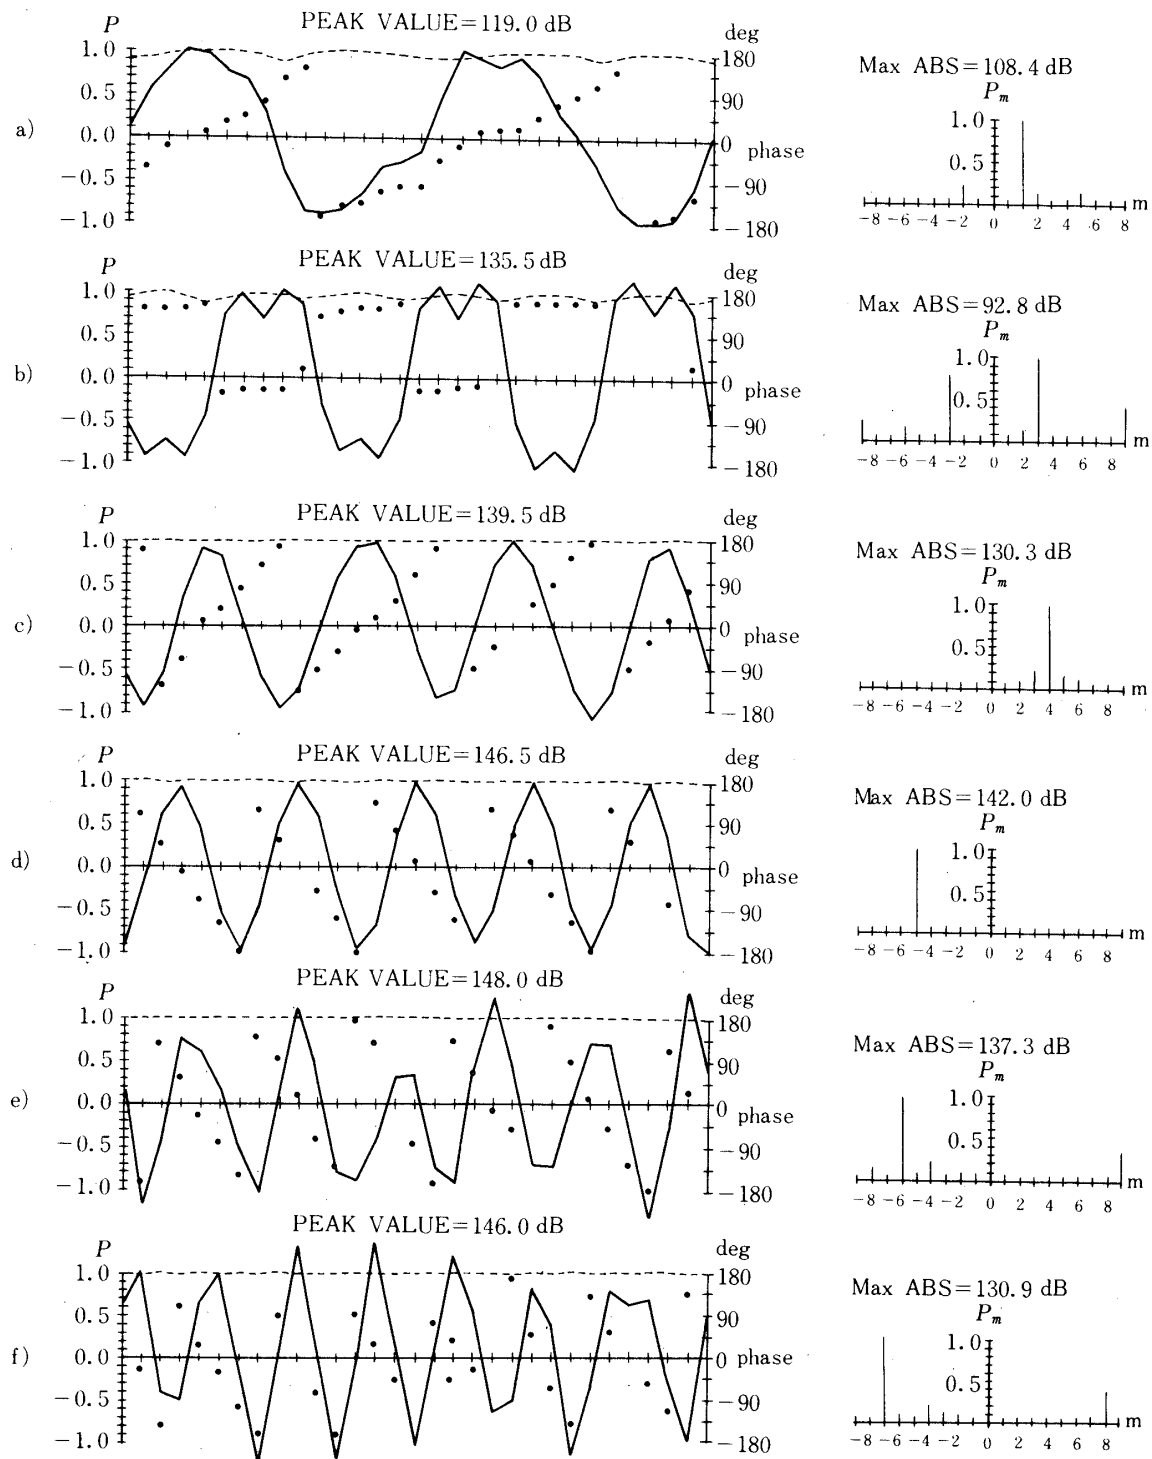 a)
P
PEAK VALUE=119.0 dB
deg
1.0
0.5
0.0
−0.5
−1.0
180
90
0
phase
−90
−180
Max ABS=108.4 dB
Pm
1.0
0.5
−8 −6 −4 −2 0 2 4 6 8 m
b)
P
PEAK VALUE=135.5 dB
deg
1.0
0.5
0.0
−0.5
−1.0
180
90
0
phase
−90
−180
Max ABS=92.8 dB
Pm
1.0
0.5
−8 −6 −4 −2 0 2 4 6 8 m
c)
P
PEAK VALUE=139.5 dB
deg
1.0
0.5
0.0
−0.5
−1.0
180
90
0
phase
−90
−180
Max ABS=130.3 dB
Pm
1.0
0.5
−8 −6 −4 −2 0 2 4 6 8 m
d)
P
PEAK VALUE=146.5 dB
deg
1.0
0.5
0.0
−0.5
−1.0
180
90
0
phase
−90
−180
Max ABS=142.0 dB
Pm
1.0
0.5
−8 −6 −4 −2 0 2 4 6 8 m
e)
P
PEAK VALUE=148.0 dB
deg
1.0
0.5
0.0
−0.5
−1.0
180
90
0
phase
−90
−180
Max ABS=137.3 dB
Pm
1.0
0.5
−8 −6 −4 −2 0 2 4 6 8 m
f)
P
PEAK VALUE=146.0 dB
deg
1.0
0.5
0.0
−0.5
−1.0
180
90
0
phase
−90
−180
Max ABS=130.9 dB
Pm
1.0
0.5
−8 −6 −4 −2 0 2 4 6 8 m